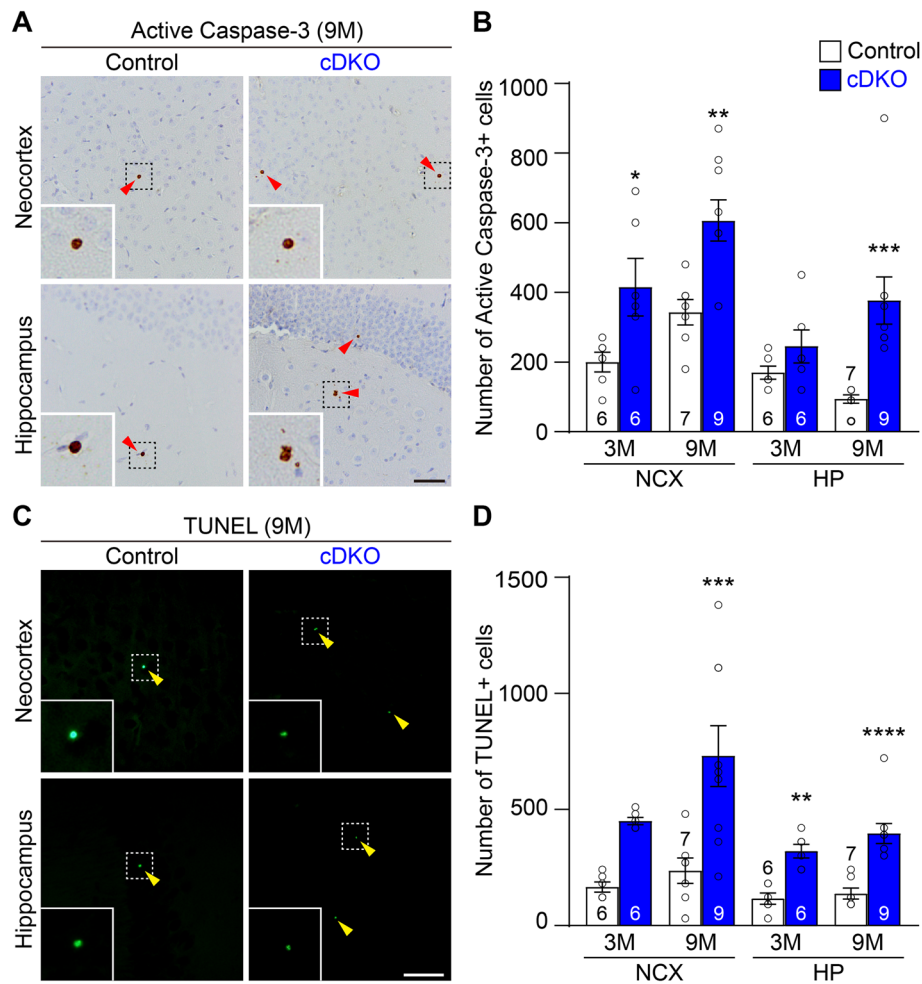 A
Active Caspase-3 (9M)
Control
cDKO
Neocortex
Hippocampus
B
Control
cDKO
Number of Active Caspase-3+ cells
1000
800
600
400
200
0
*
**
***
6
6
7
9
6
6
7
9
3M
9M
3M
9M
NCX
HP
C
TUNEL (9M)
Control
cDKO
Neocortex
Hippocampus
D
Number of TUNEL+ cells
1500
1000
500
0
***
**
****
6
6
7
9
6
6
7
9
3M
9M
3M
9M
NCX
HP